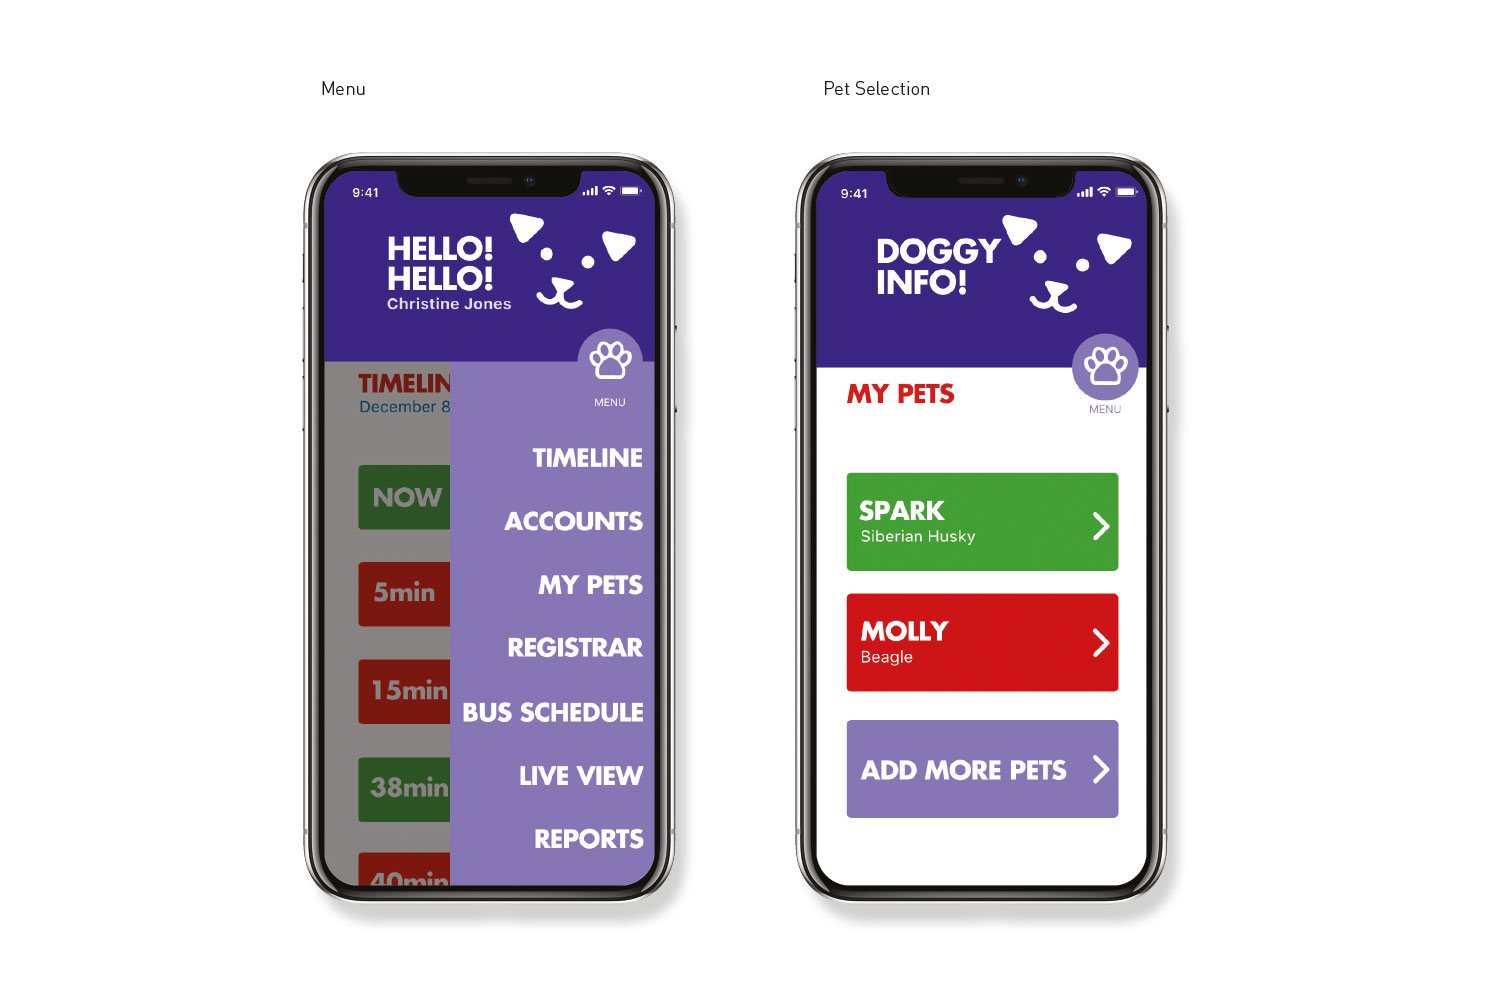 Menu
Pet Selection
9:41
HELLO!
HELLO!
Christine Jones
MENU
TIMELIN
December 8
NOW
5min
15min
38min
40min
TIMELINE
ACCOUNTS
MY PETS
REGISTRAR
BUS SCHEDULE
LIVE VIEW
REPORTS
9:41
DOGGY
INFO!
MENU
MY PETS
SPARK
Siberian Husky
MOLLY
Beagle
ADD MORE PETS